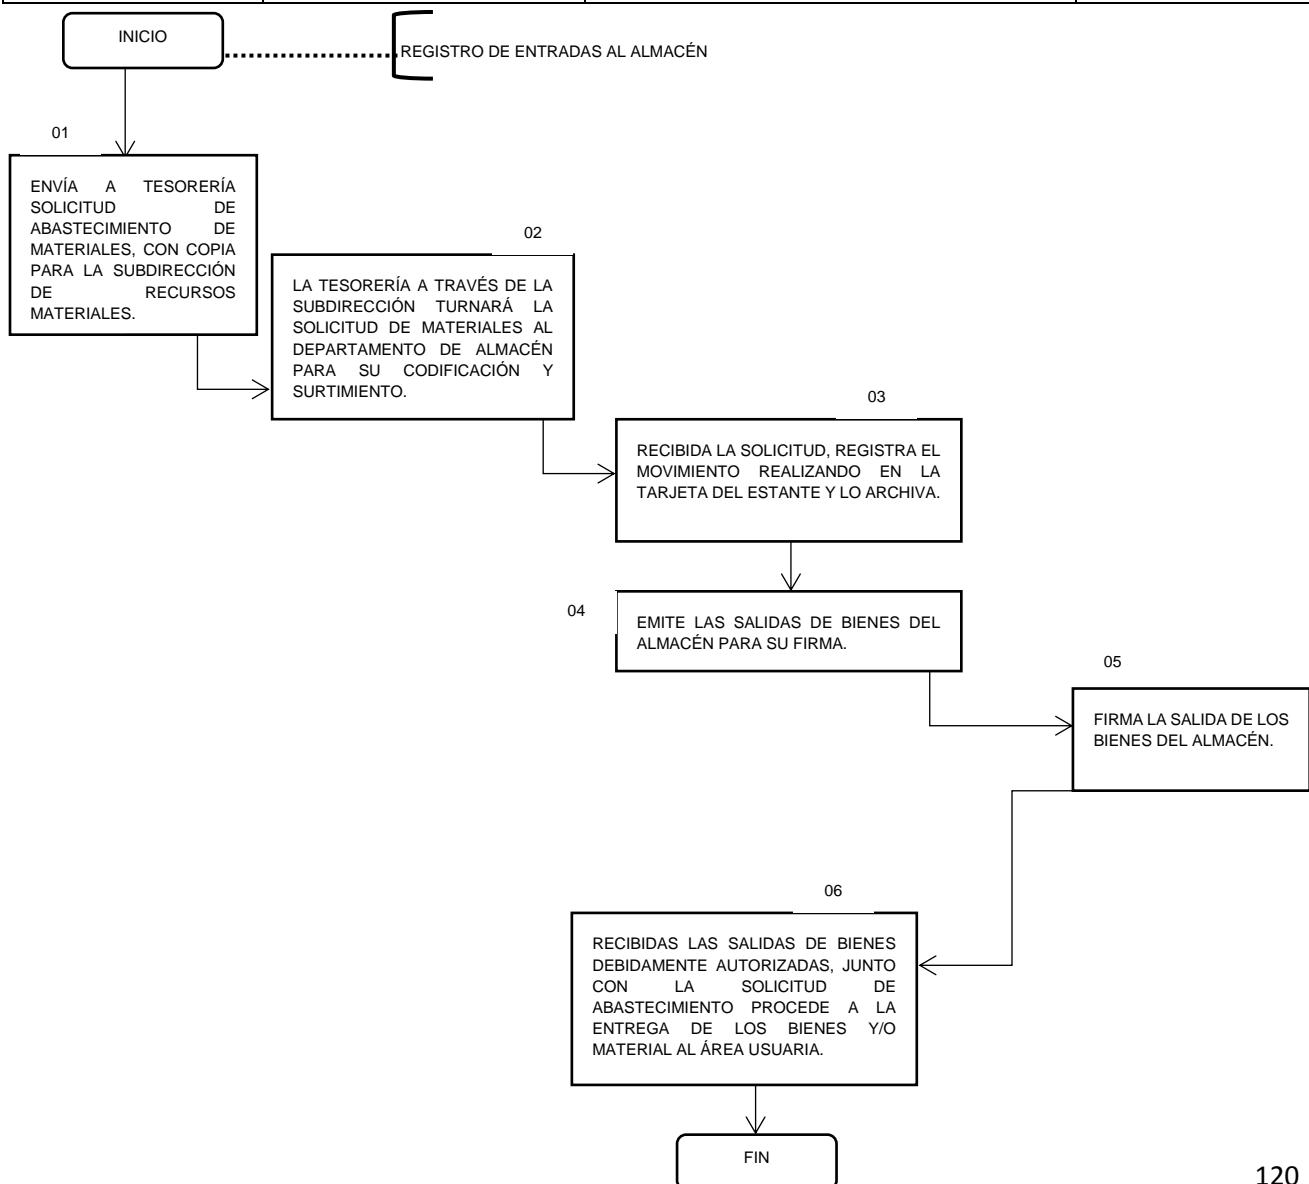 INICIO
REGISTRO DE ENTRADAS AL ALMACÉN
01
ENVÍA A TESORERÍA
SOLICITUD DE
ABASTECIMIENTO DE
MATERIALES, CON COPIA
PARA LA SUBDIRECCIÓN
DE RECURSOS
MATERIALES.
02
LA TESORERÍA A TRAVÉS DE LA
SUBDIRECCIÓN TURNARÁ LA
SOLICITUD DE MATERIALES AL
DEPARTAMENTO DE ALMACÉN
PARA SU CODIFICACIÓN Y
SURTIMIENTO.
03
RECIBIDA LA SOLICITUD, REGISTRA EL
MOVIMIENTO REALIZANDO EN LA
TARJETA DEL ESTANTE Y LO ARCHIVA.
04
EMITE LAS SALIDAS DE BIENES DEL
ALMACÉN PARA SU FIRMA.
05
FIRMA LA SALIDA DE LOS
BIENES DEL ALMACÉN.
06
RECIBIDAS LAS SALIDAS DE BIENES
DEBIDAMENTE AUTORIZADAS, JUNTO
CON LA SOLICITUD DE
ABASTECIMIENTO PROCEDE A LA
ENTREGA DE LOS BIENES Y/O
MATERIAL AL ÁREA USUARIA.
FIN
120